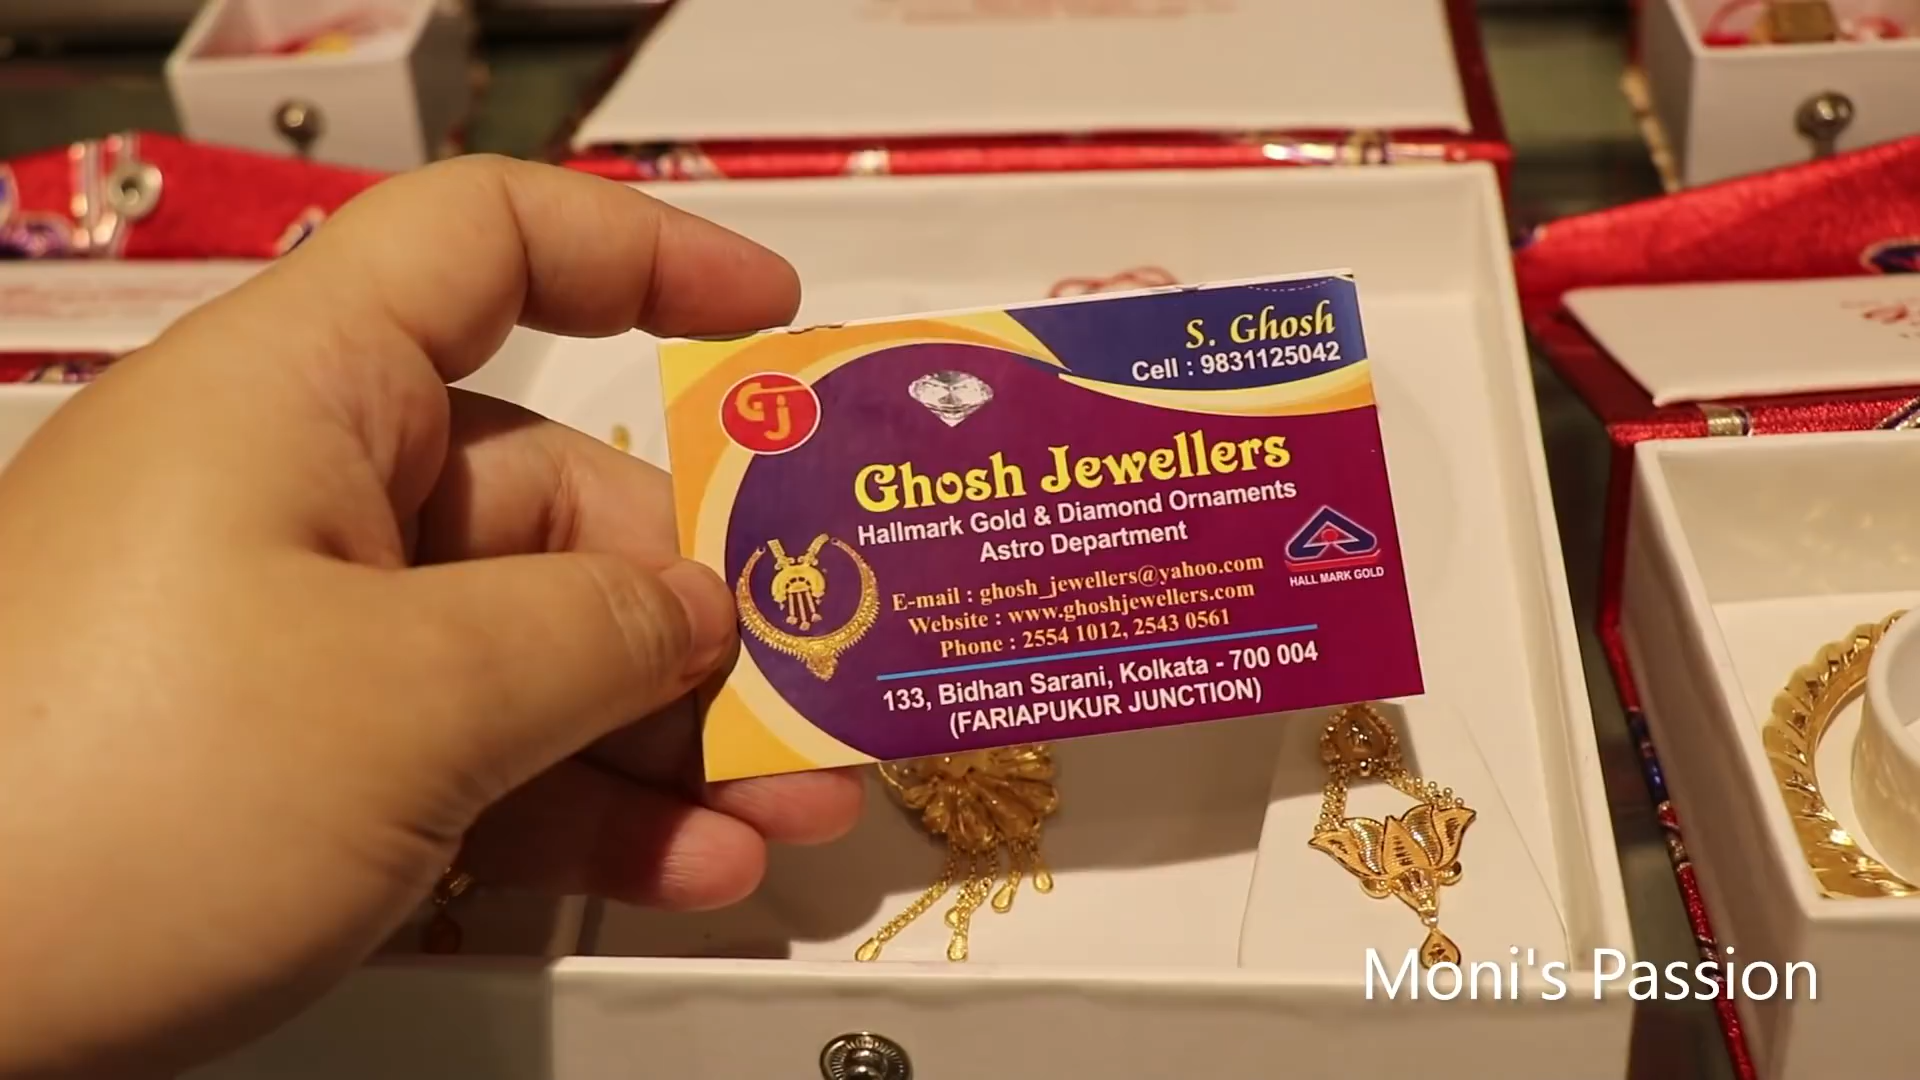 S. Ghosh
Cell : 9831125042
GJ
Ghosh Jewellers
Hallmark Gold & Diamond Ornaments
Astro Department
HALL MARK GOLD
E-mail : ghosh_jewellers@yahoo.com
Website : www.ghoshjewellers.com
Phone : 2554 1012, 2543 0561
133, Bidhan Sarani, Kolkata - 700 004
(FARIAPUKUR JUNCTION)
Moni's Passion